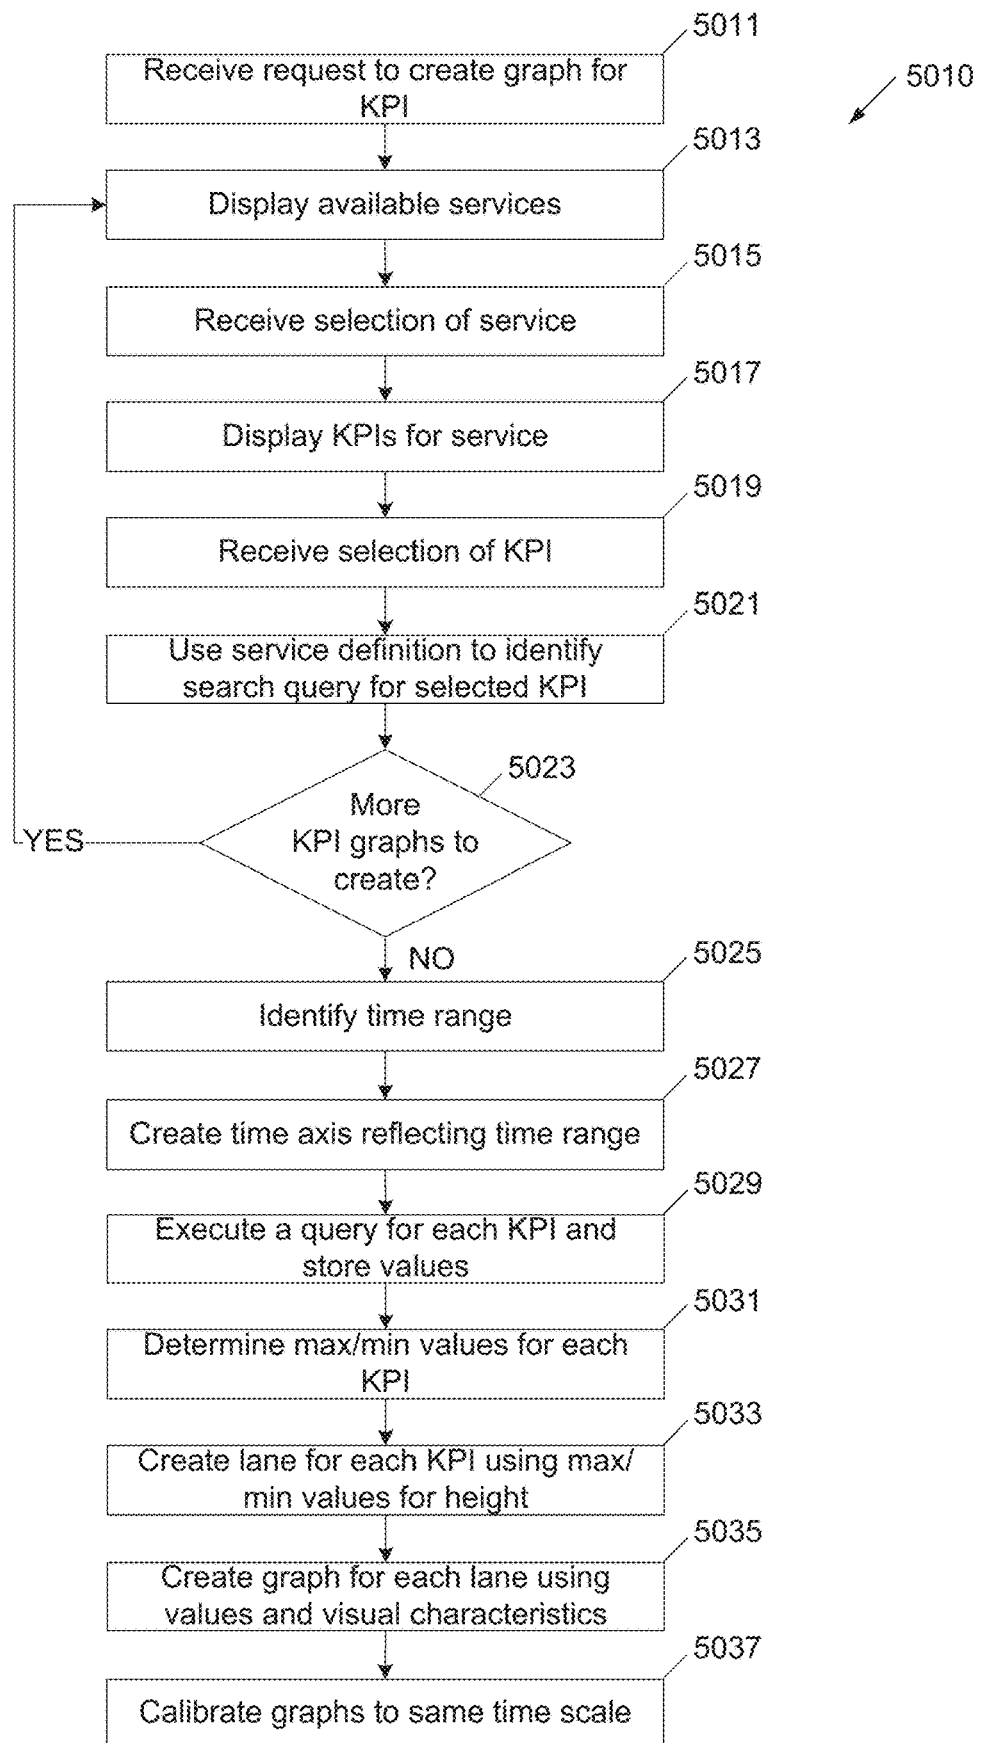 5011
Receive request to create graph for
KPI
5010
5013
Display available services
5015
Receive selection of service
5017
Display KPIs for service
5019
Receive selection of KPI
5021
Use service definition to identify
search query for selected KPI
5023
More
KPI graphs to
create?
YES
NO
5025
Identify time range
5027
Create time axis reflecting time range
5029
Execute a query for each KPI and
store values
5031
Determine max/min values for each
KPI
5033
Create lane for each KPI using max/
min values for height
5035
Create graph for each lane using
values and visual characteristics
5037
Calibrate graphs to same time scale